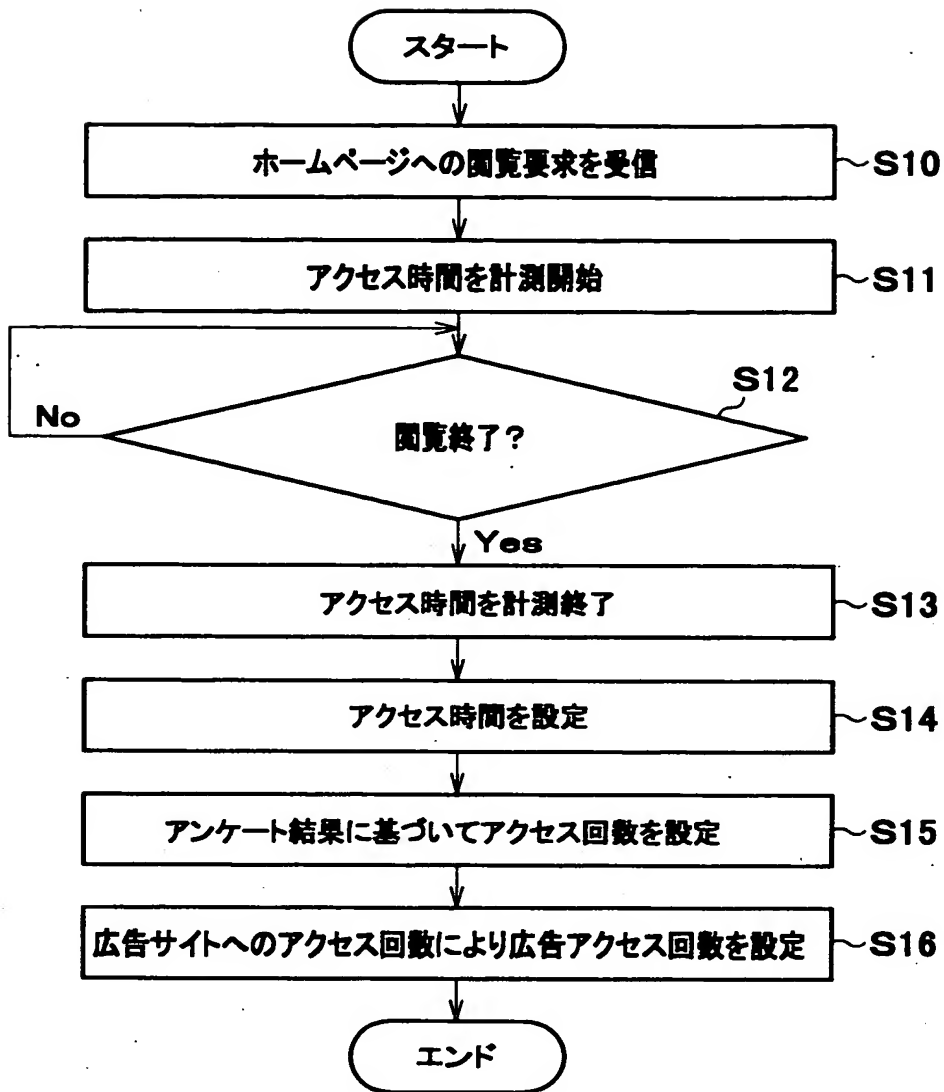 スタート
ホームページへの閲覧要求を受信
S10
アクセス時間を計測開始
S11
S12
No
閲覧終了?
Yes
アクセス時間を計測終了
S13
アクセス時間を設定
S14
アンケート結果に基づいてアクセス回数を設定
S15
広告サイトへのアクセス回数により広告アクセス回数を設定
S16
エンド